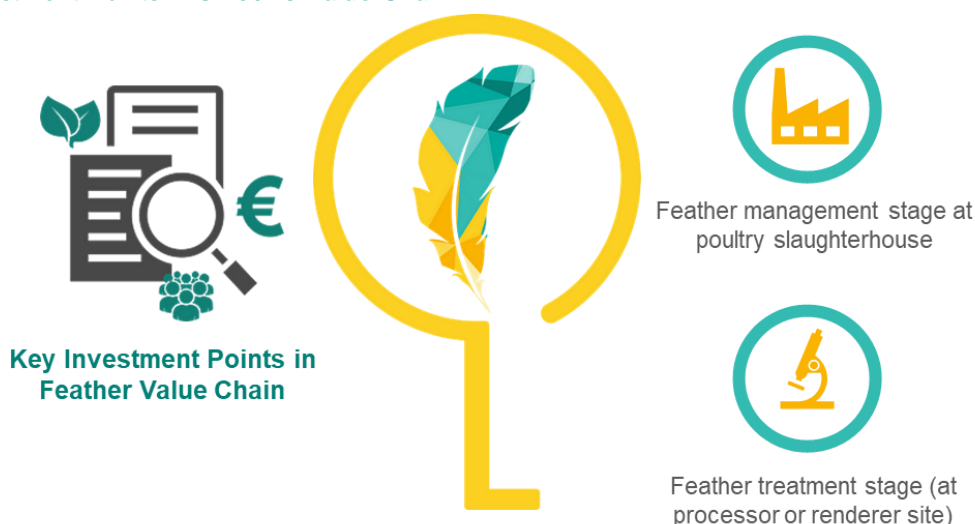 Key Investment Points in
Feather Value Chain
Feather management stage at
poultry slaughterhouse
Feather treatment stage (at
processor or renderer site)